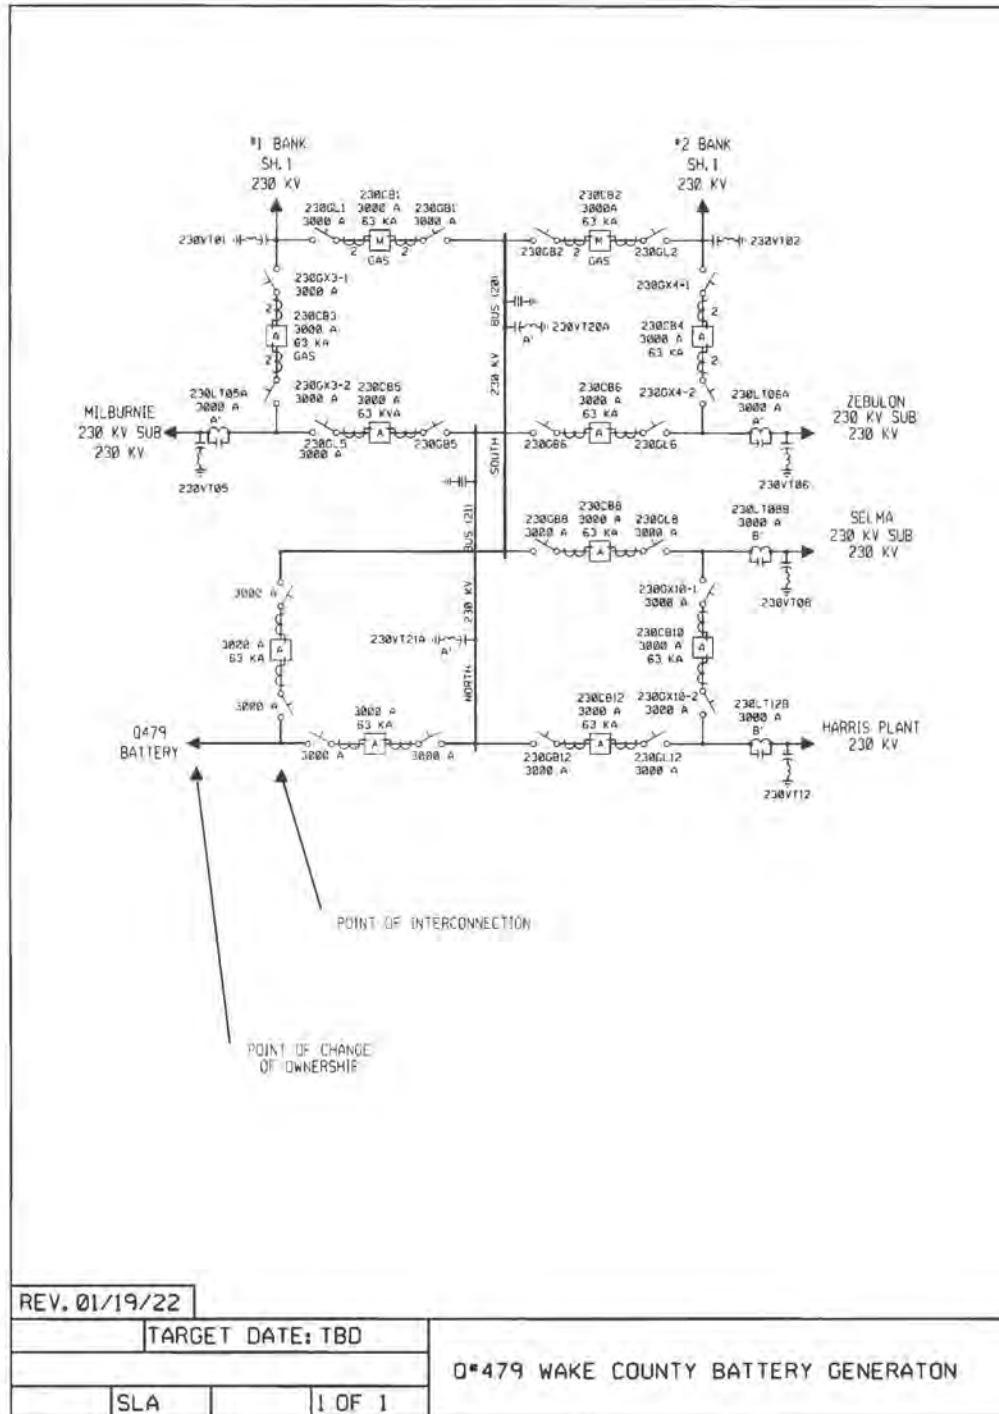 #1 BANK
SH.1
230 KV
#2 BANK
SH.1
230 KV
230CB1
3000 A
63 KA
230GL1
3000 A
230GB1
3000 A
230VT01
2
M
2
GAS
230CB2
3000A
63 KA
230GB2
2
M
GAS
230GL2
230VT02
230GX3-1
3000 A
2
230CB3
3000 A
63 KA
GAS
A
2
230GX3-2
3000 A
BUS (20)
230VT20A
A'
230 KV
SOUTH
230GX4-1
2
230CB4
3000 A
63 KA
A
2
230GX4-2
MILBURNIE
230 KV SUB
230 KV
230LT05A
3000 A
A'
230VT05
230CB5
3000 A
63 KVA
230GL5
3000 A
A
230GB5
230CB6
3000 A
63 KA
230GB6
A
230GL6
230LT06A
3000 A
A'
230VT06
ZEBULON
230 KV SUB
230 KV
BUS (21)
230 KV
NORTH
230VT21A
A'
230GB8
3000 A
230CB8
3000 A
63 KA
A
230GL8
3000 A
230LT08B
3000 A
B'
230VT08
SELMA
230 KV SUB
230 KV
3000 A
3000 A
63 KA
A
3000 A
230GX10-1
3000 A
230CB10
3000 A
63 KA
A
230GX10-2
3000 A
Q479
BATTERY
3000 A
63 KA
3000 A
A
3000 A
230CB12
3000 A
63 KA
230GB12
3000 A
A
230GL12
3000 A
230LT12B
3000 A
B'
230VT12
HARRIS PLANT
230 KV
POINT OF INTERCONNECTION
POINT OF CHANGE
OF OWNERSHIP
REV. 01/19/22
TARGET DATE: TBD
SLA
1 OF 1
Q#479 WAKE COUNTY BATTERY GENERATON